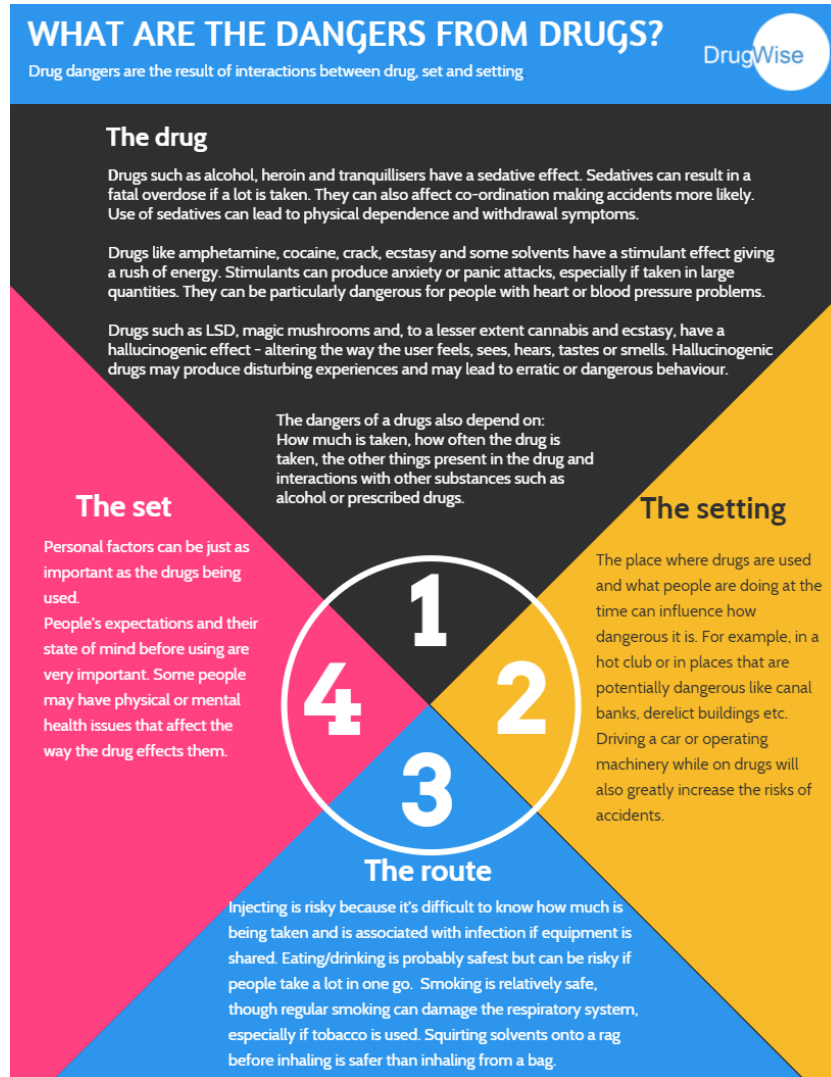 WHAT ARE THE DANGERS FROM DRUGS?
Drug dangers are the result of interactions between drug, set and setting
DrugWise
The drug
Drugs such as alcohol, heroin and tranquillisers have a sedative effect. Sedatives can result in a
fatal overdose if a lot is taken. They can also affect co-ordination making accidents more likely.
Use of sedatives can lead to physical dependence and withdrawal symptoms.
Drugs like amphetamine, cocaine, crack, ecstasy and some solvents have a stimulant effect giving
a rush of energy. Stimulants can produce anxiety or panic attacks, especially if taken in large
quantities. They can be particularly dangerous for people with heart or blood pressure problems.
Drugs such as LSD, magic mushrooms and, to a lesser extent cannabis and ecstasy, have a
hallucinogenic effect - altering the way the user feels, sees, hears, tastes or smells. Hallucinogenic
drugs may produce disturbing experiences and may lead to erratic or dangerous behaviour.
The dangers of a drugs also depend on:
How much is taken, how often the drug is
taken, the other things present in the drug and
interactions with other substances such as
alcohol or prescribed drugs.
1
The setting
The place where drugs are used
and what people are doing at the
time can influence how
dangerous it is. For example, in a
hot club or in places that are
potentially dangerous like canal
banks, derelict buildings etc.
Driving a car or operating
machinery while on drugs will
also greatly increase the risks of
accidents.
2
The route
Injecting is risky because it's difficult to know how much is
being taken and is associated with infection if equipment is
shared. Eating/drinking is probably safest but can be risky if
people take a lot in one go. Smoking is relatively safe,
though regular smoking can damage the respiratory system,
especially if tobacco is used. Squirting solvents onto a rag
before inhaling is safer than inhaling from a bag.
3
The set
Personal factors can be just as
important as the drugs being
used.
People's expectations and their
state of mind before using are
very important. Some people
may have physical or mental
health issues that affect the
way the drug effects them.
4